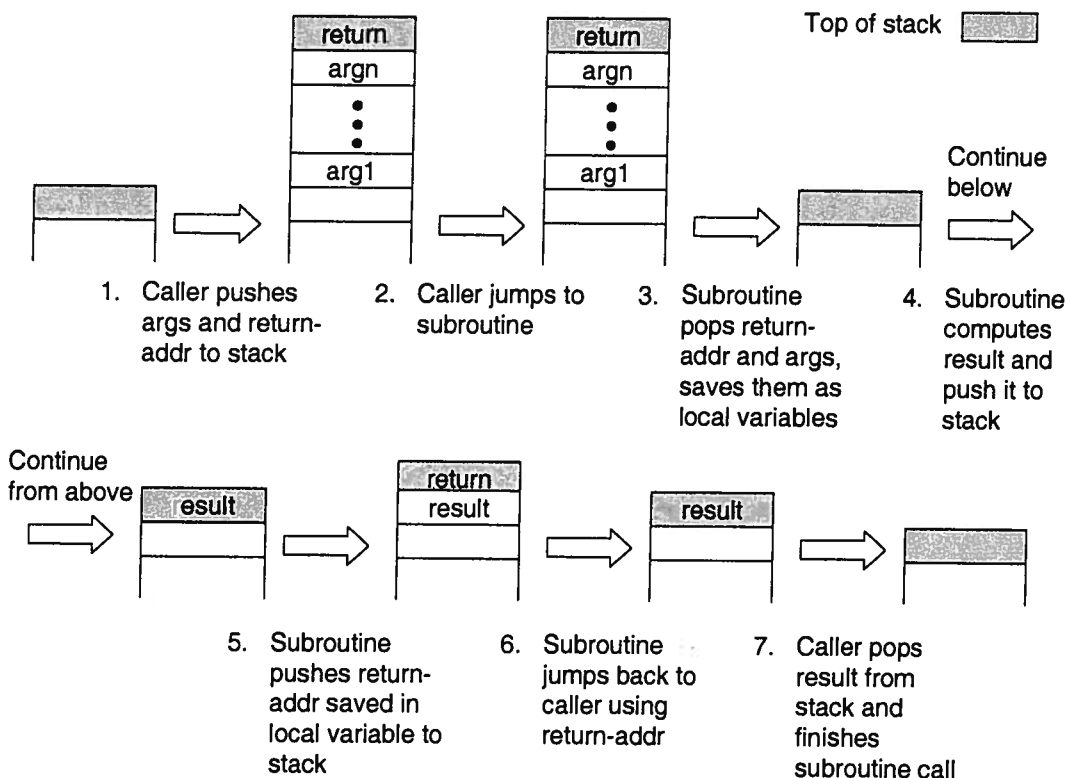 return
argn
arg1
return
argn
arg1
Top of stack
Continue
below
1. Caller pushes
args and return-
addr to stack
2. Caller jumps to
subroutine
3. Subroutine
pops return-
addr and args,
saves them as
local variables
4. Subroutine
computes
result and
push it to
stack
Continue
from above
result
return
result
result
5. Subroutine
pushes return-
addr saved in
local variable to
stack
6. Subroutine
jumps back to
caller using
return-addr
7. Caller pops
result from
stack and
finishes
subroutine call